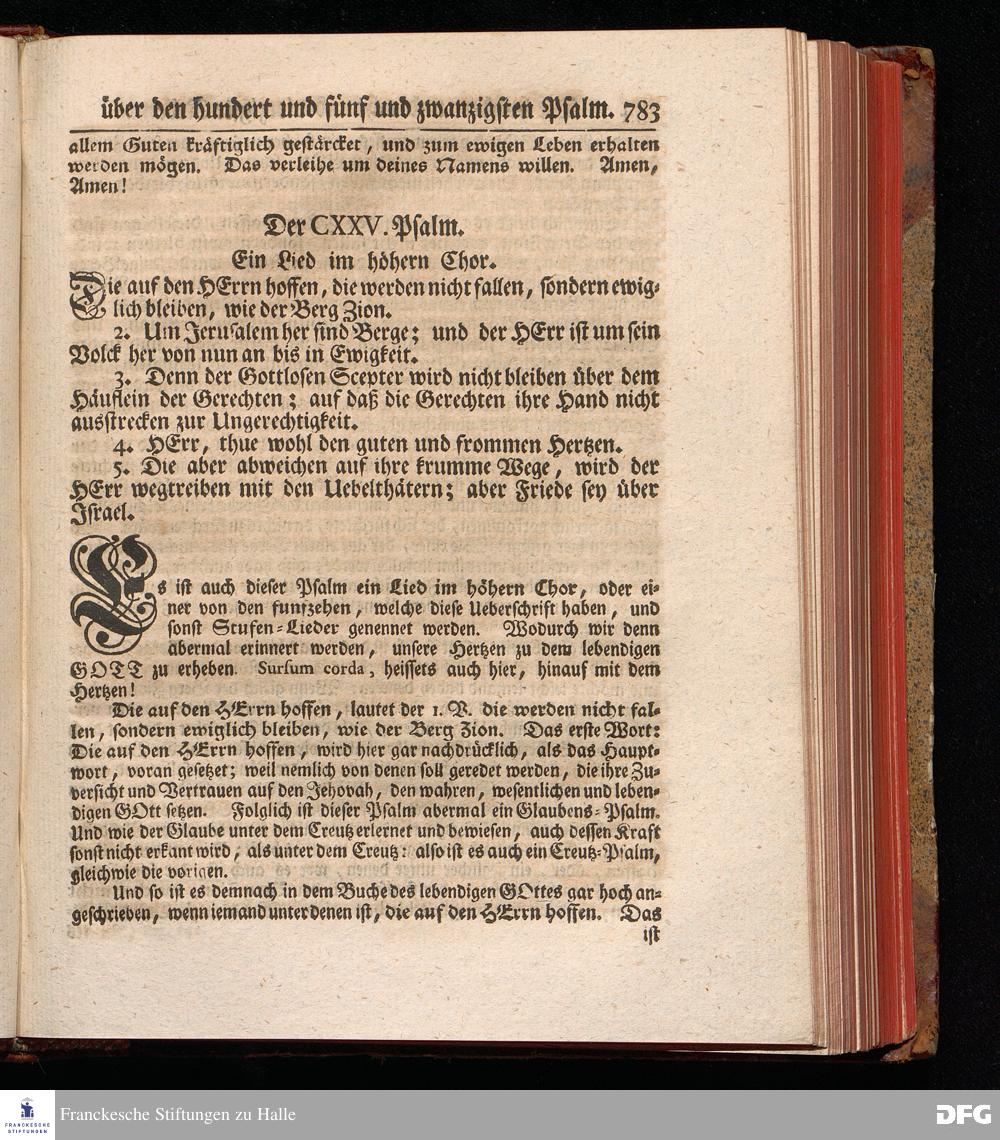 über den hundert und fünf und zwanzigsten Psalm. 783
allem Guten kräftiglich gestärcket, und zum ewigen Leben erhalten
werden mögen. Das verleihe um deines Namens willen. Amen,
Amen!
Der CXXV. Psalm.
Ein Lied im höhern Chor.
Die auf den HErrn hoffen, die werden nicht fallen, sondern ewig-
lich bleiben, wie der Berg Zion.
2. Um Jerusalem her sind Berge; und der HErr ist um sein
Volck her von nun an bis in Ewigkeit.
3. Denn der Gottlosen Scepter wird nicht bleiben über dem
Häuflein der Gerechten; auf daß die Gerechten ihre Hand nicht
ausstrecken zur Ungerechtigkeit.
4. HErr, thue wohl den guten und frommen Hertzen.
5. Die aber abweichen auf ihre krumme Wege, wird der
HErr wegtreiben mit den Uebelthätern; aber Friede sey über
Israel.
Es ist auch dieser Psalm ein Lied im höhern Chor, oder ei-
ner von den funfzehen, welche diese Ueberschrift haben, und
sonst Stufen-Lieder genennet werden. Wodurch wir denn
abermal erinnert werden, unsere Hertzen zu dem lebendigen
GOTT zu erheben. Sursum corda, heissets auch hier, hinauf mit dem
Hertzen!
Die auf den HErrn hoffen, lautet der 1. V. die werden nicht fal-
len, sondern ewiglich bleiben, wie der Berg Zion. Das erste Wort:
Die auf den HErrn hoffen, wird hier gar nachdrücklich, als das Haupt-
wort, voran gesetzet; weil nemlich von denen soll geredet werden, die ihre Zu-
versicht und Vertrauen auf den Jehovah, den wahren, wesentlichen und leben-
digen GOtt setzen. Folglich ist dieser Psalm abermal ein Glaubens-Psalm.
Und wie der Glaube unter dem Creutz erlernet und bewiesen, auch dessen Kraft
sonst nicht erkant wird, als unter dem Creutz: also ist es auch ein Creutz-Psalm,
gleichwie die vorigen.
Und so ist es demnach in dem Buche des lebendigen GOttes gar hoch an-
geschrieben, wenn iemand unter denen ist, die auf den HErrn hoffen. Das
ist
FRANCKESCHE
STIFTUNGEN
Franckesche Stiftungen zu Halle
DFG